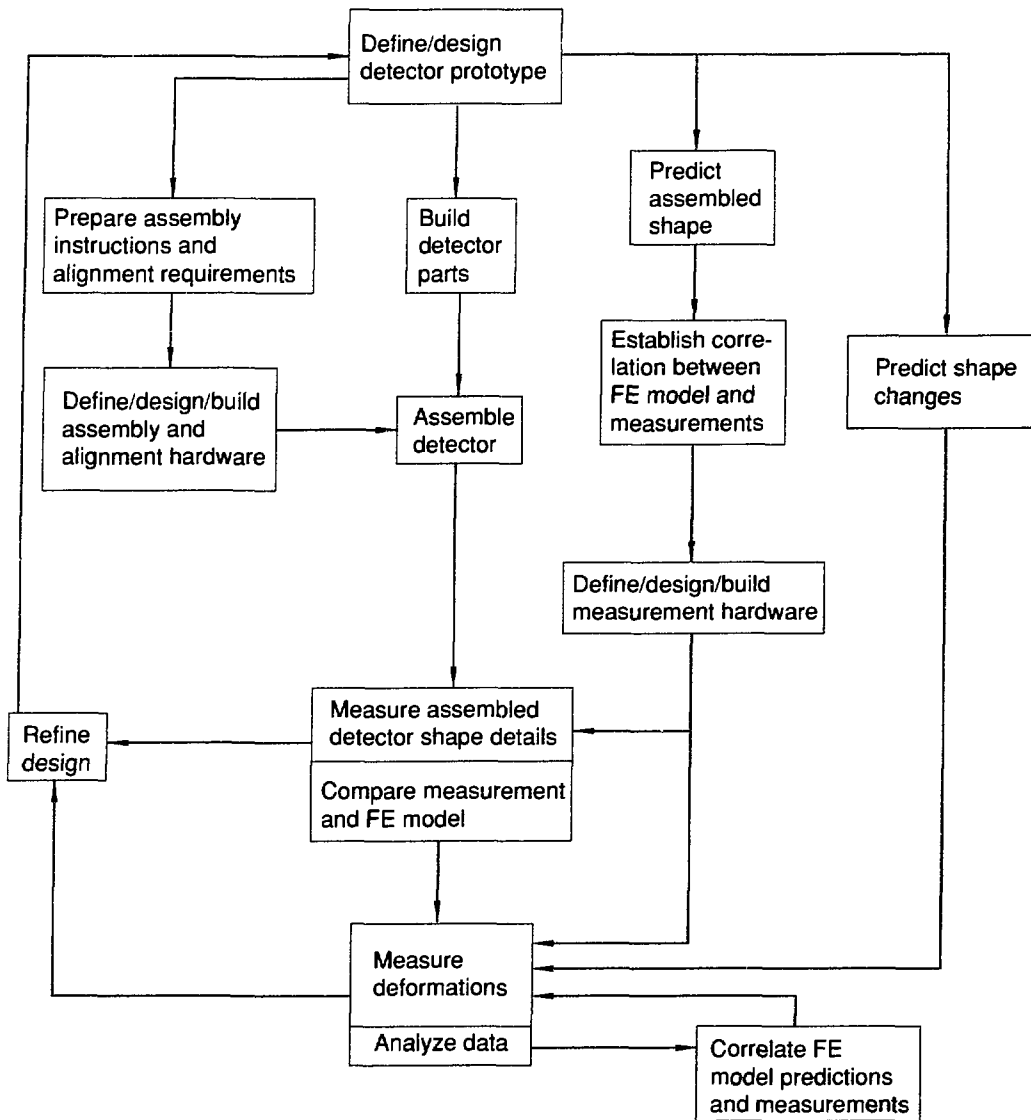 Define/design
detector prototype
Prepare assembly
instructions and
alignment requirements
Build
detector
parts
Predict
assembled
shape
Define/design/build
assembly and
alignment hardware
Assemble
detector
Establish corre-
lation between
FE model and
measurements
Predict shape
changes
Define/design/build
measurement hardware
Refine
design
Measure assembled
detector shape details
Compare measurement
and FE model
Measure
deformations
Analyze data
Correlate FE
model predictions
and measurements